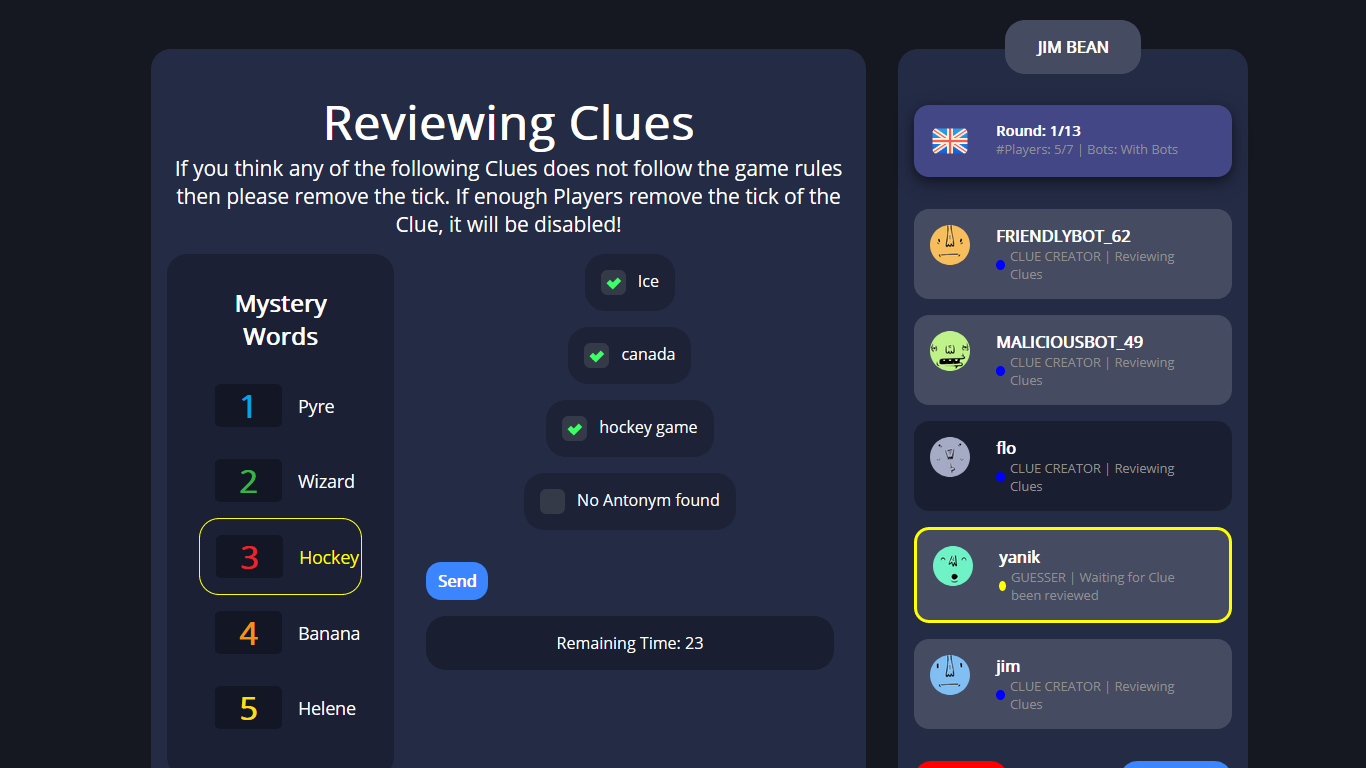 JIM BEAN
Reviewing Clues
If you think any of the following Clues does not follow the game rules
then please remove the tick. If enough Players remove the tick of the
Clue, it will be disabled!
Mystery
Words
1 Pyre
2 Wizard
3 Hockey
4 Banana
5 Helene
Ice
canada
hockey game
No Antonym found
Send
Remaining Time: 23
Round: 1/13
#Players: 5/7 | Bots: With Bots
FRIENDLYBOT_62
CLUE CREATOR | Reviewing
Clues
MALICIOUSBOT_49
CLUE CREATOR | Reviewing
Clues
flo
CLUE CREATOR | Reviewing
Clues
yanik
GUESSER | Waiting for Clue
been reviewed
jim
CLUE CREATOR | Reviewing
Clues